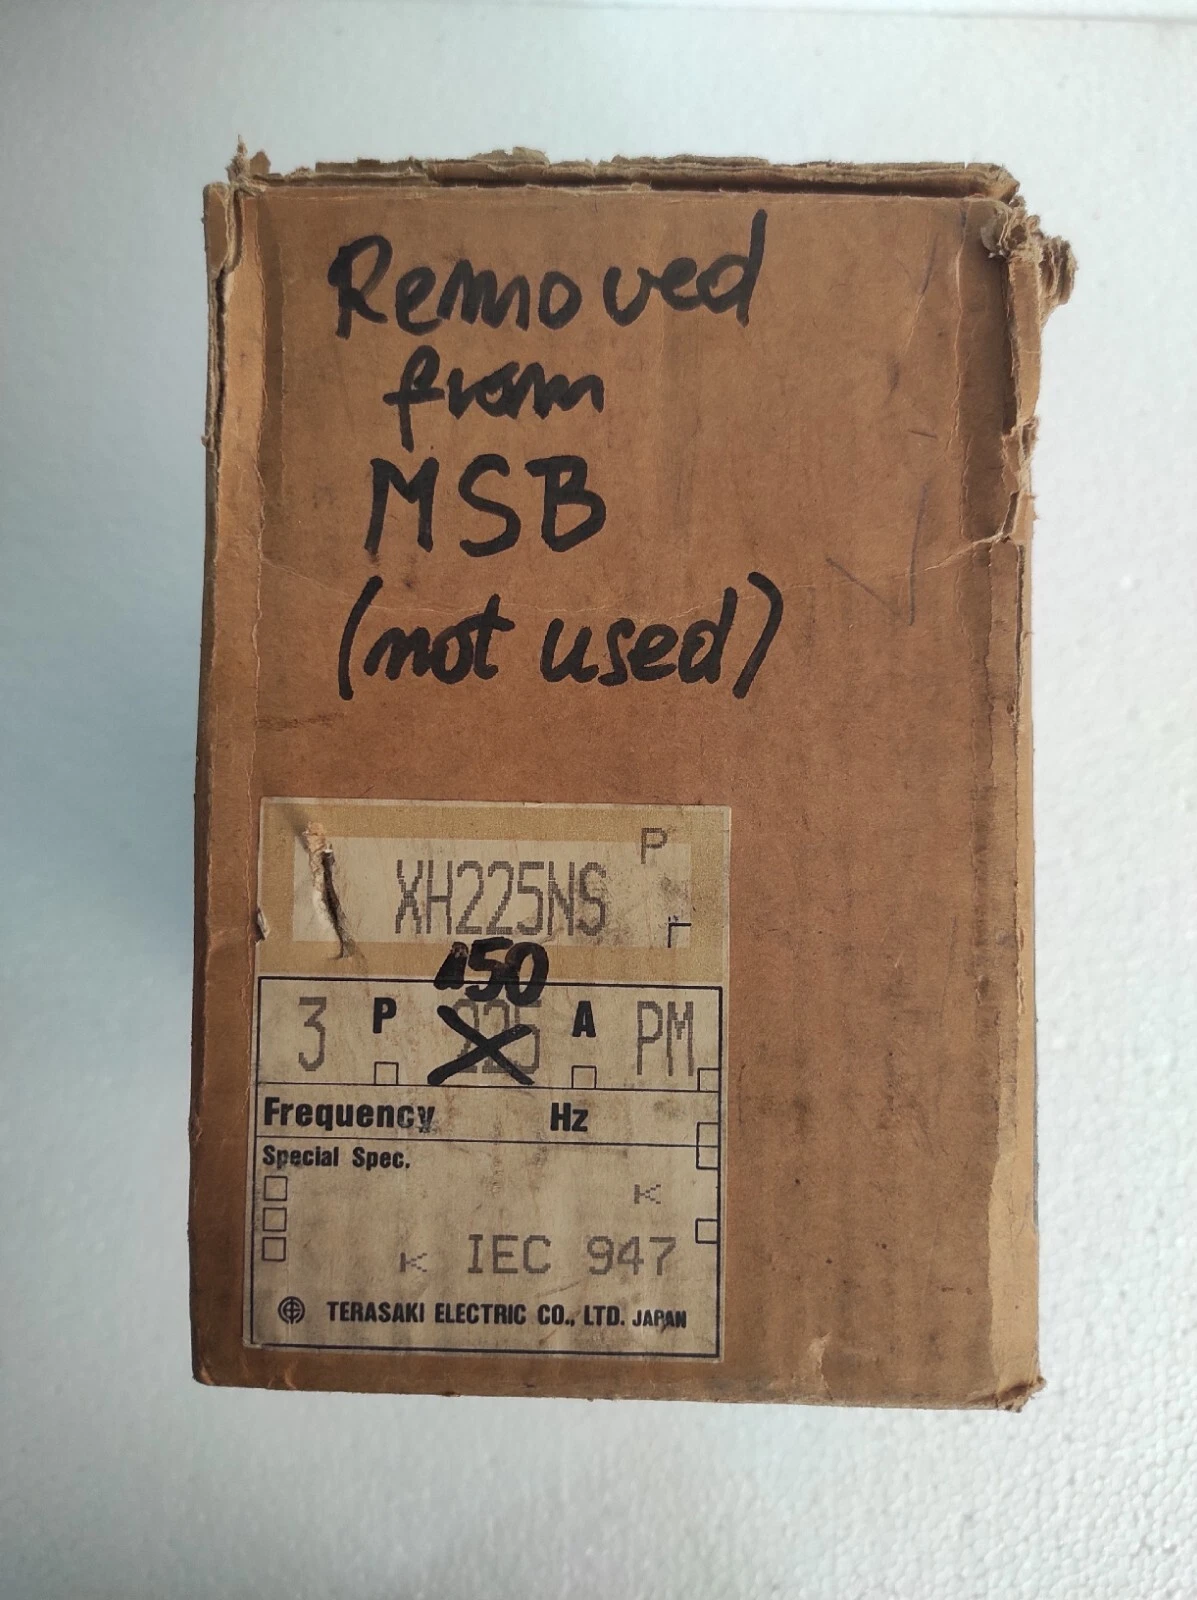 Removed
from
MSB
(not used)
P
XH225NS
150
3 P 225 A PM
Frequency Hz
Special Spec.
K
K IEC 947
TERASAKI ELECTRIC CO., LTD. JAPAN